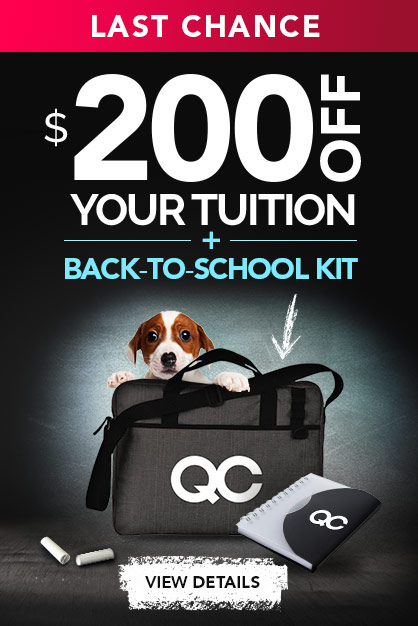 LAST CHANCE
$200 OFF
YOUR TUITION
+
BACK-TO-SCHOOL KIT
QC
QC
VIEW DETAILS